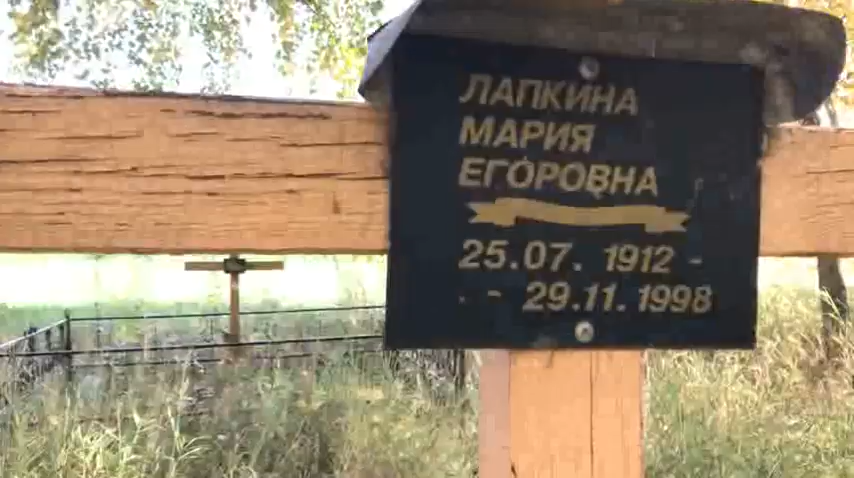 ЛАПКИНА
МАРИЯ
ЕГОРОВНА
25.07. 1912 -
. - 29.11.1998